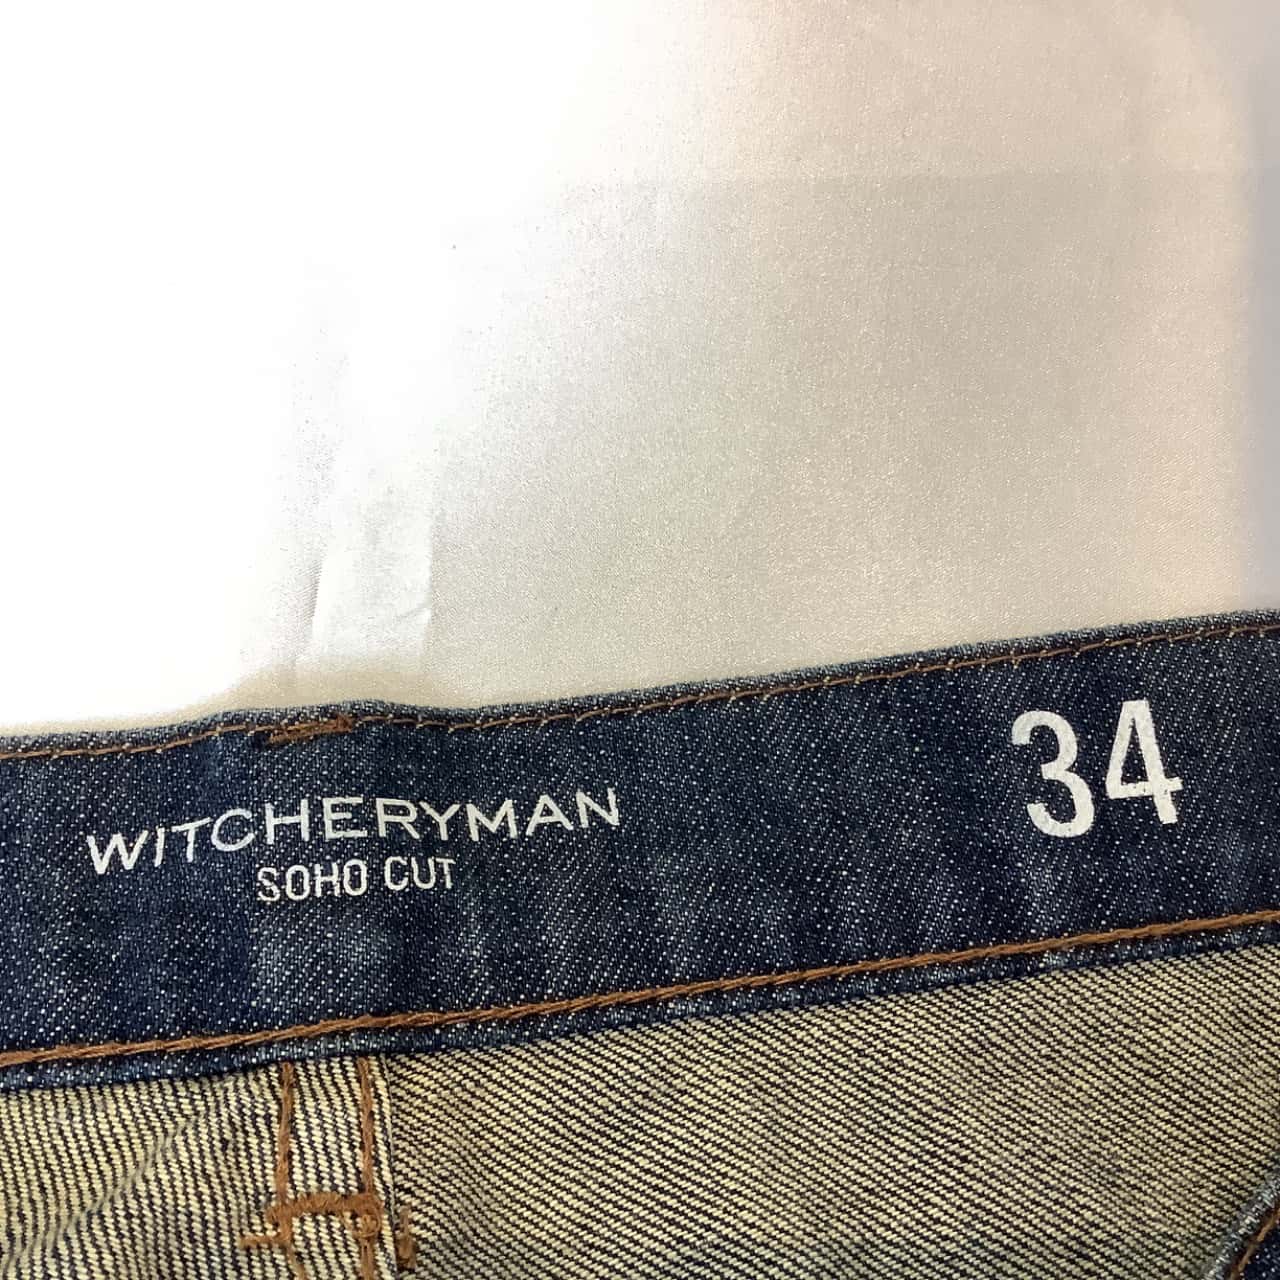 WITCHERYMAN
SOHO CUT
34